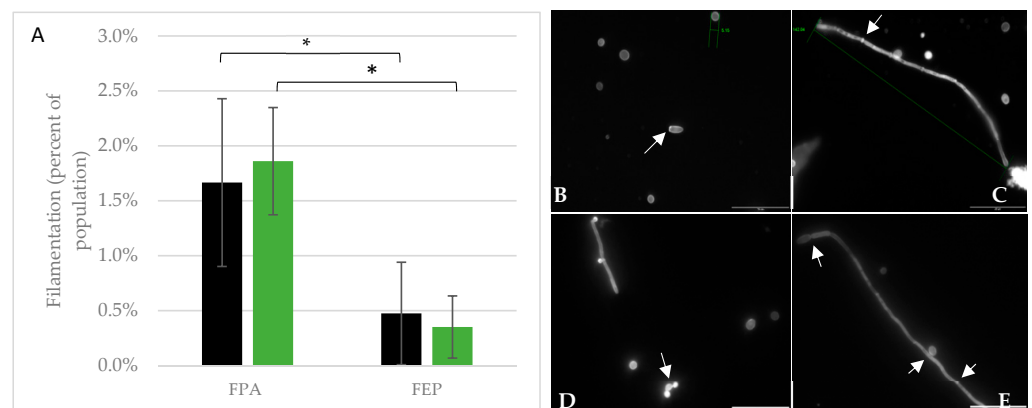 A
3.0%
*
*
2.5%
2.0%
1.5%
1.0%
0.5%
0.0%
Filamentation (percent of
population)
FPA
FEP
B
C
D
E